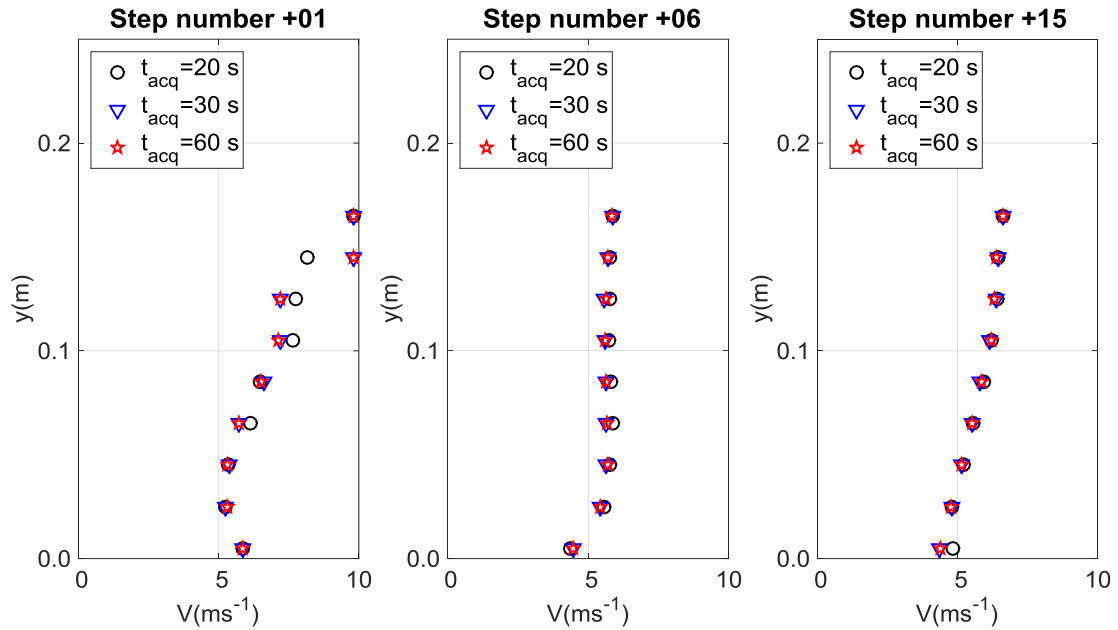 Step number +01
t_acq=20 s
t_acq=30 s
t_acq=60 s
0.2
0.1
0.0
y(m)
0 5 10
V(ms⁻¹)
Step number +06
t_acq=20 s
t_acq=30 s
t_acq=60 s
0.2
0.1
0.0
y(m)
0 5 10
V(ms⁻¹)
Step number +15
t_acq=20 s
t_acq=30 s
t_acq=60 s
0.2
0.1
0.0
y(m)
0 5 10
V(ms⁻¹)